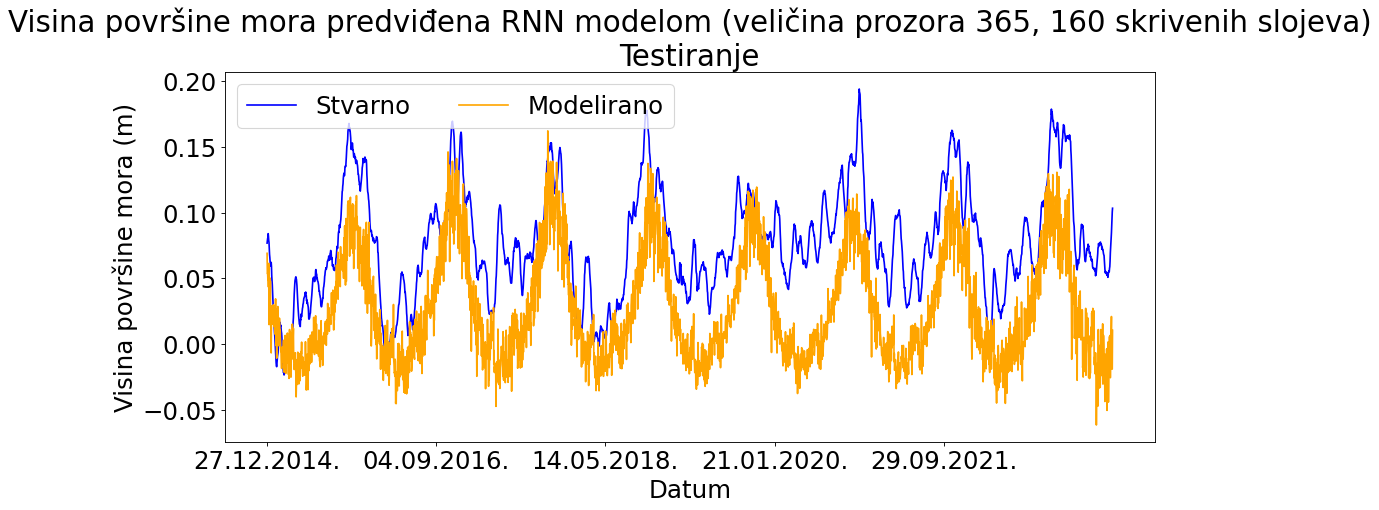 Visina površine mora predviđena RNN modelom (veličina prozora 365, 160 skrivenih slojeva)
Testiranje
Stvarno
Modelirano
Visina površine mora (m)
0.20
0.15
0.10
0.05
0.00
−0.05
27.12.2014.
04.09.2016.
14.05.2018.
21.01.2020.
29.09.2021.
Datum